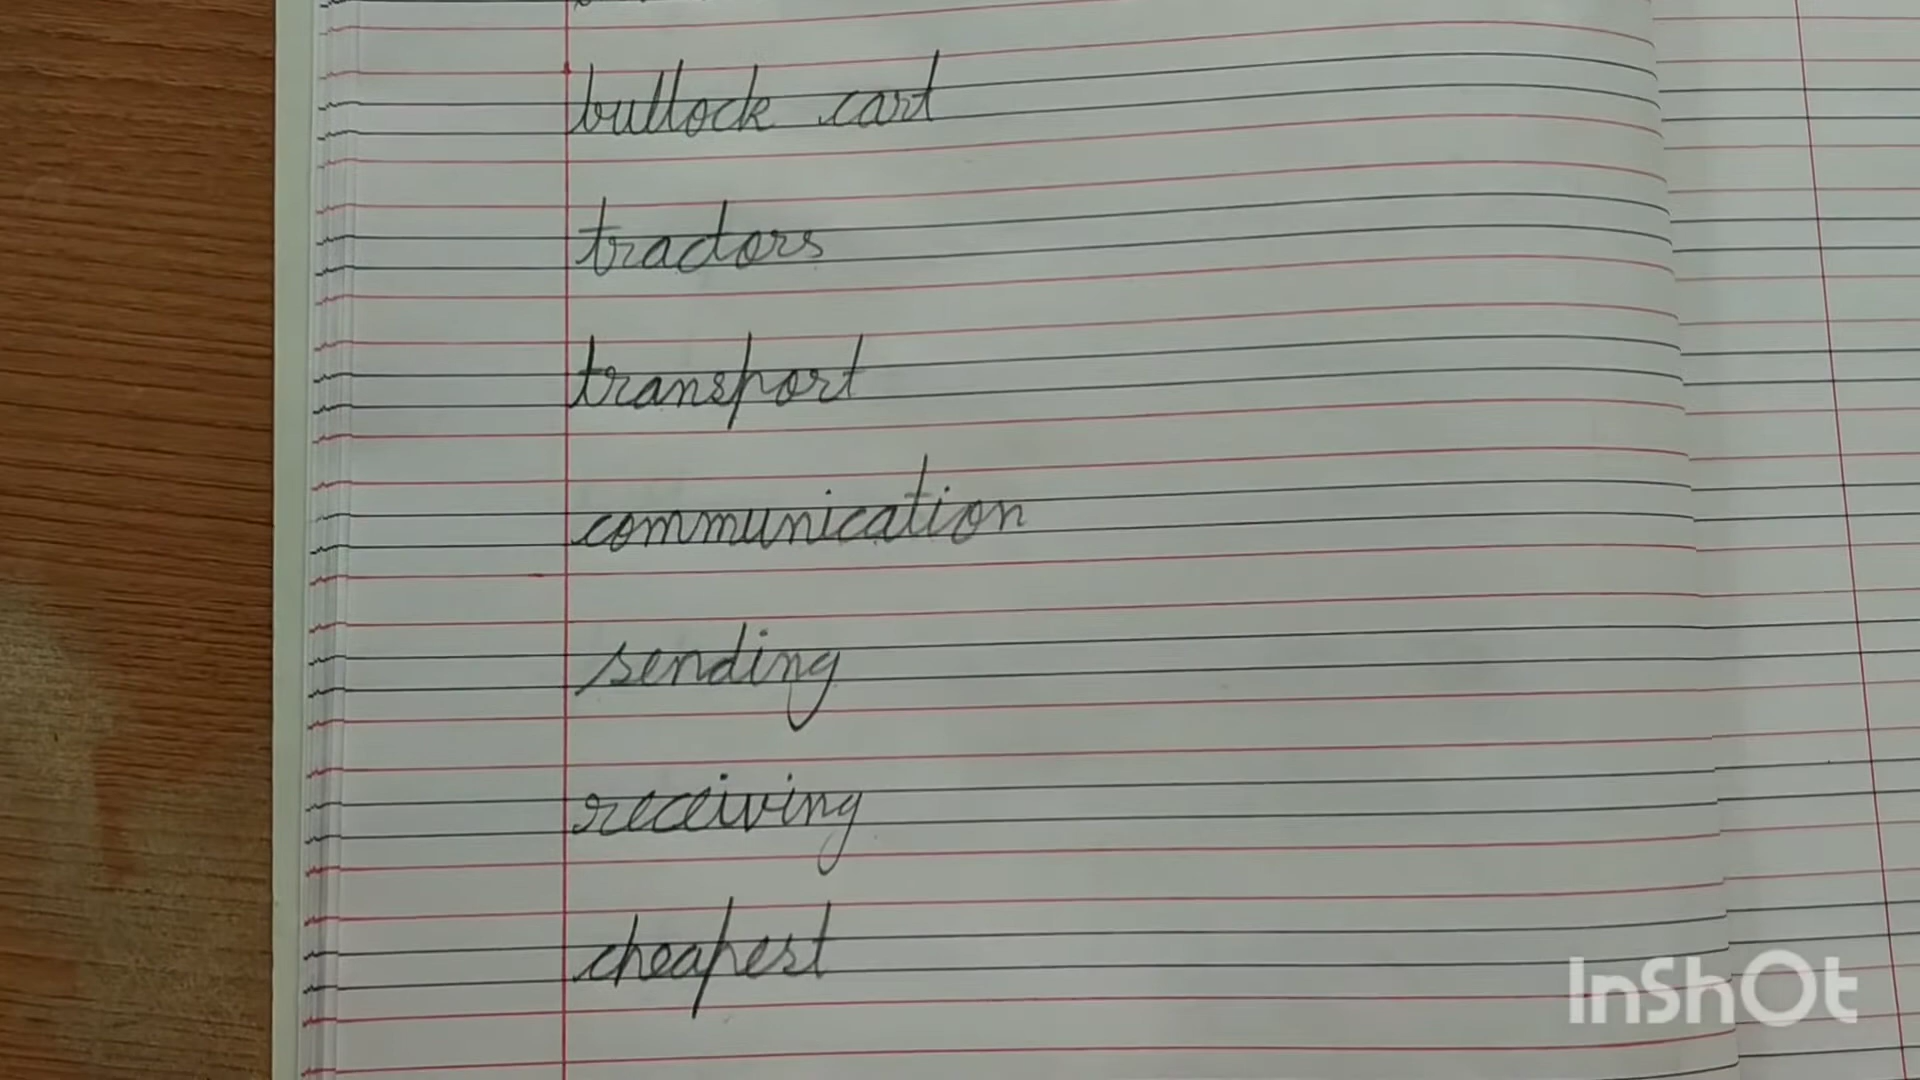 bullock cart
tractors
transport
communication
sending
receiving
cheapest
InShOt